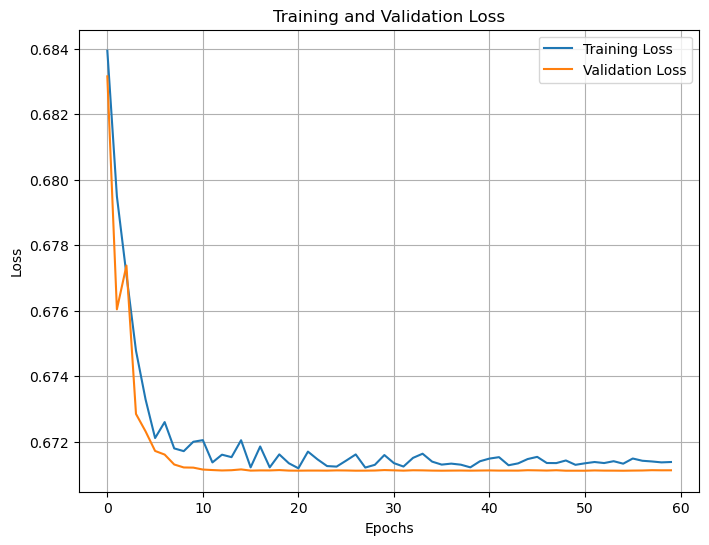 Training and Validation Loss
Training Loss
Validation Loss
Loss
0.684
0.682
0.680
0.678
0.676
0.674
0.672
0 10 20 30 40 50 60
Epochs